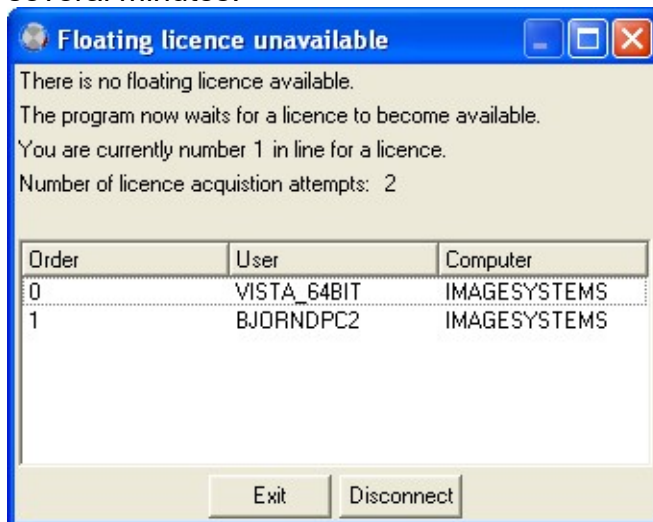 several minutes.
Floating licence unavailable
There is no floating licence available.
The program now waits for a licence to become available.
You are currently number 1 in line for a licence.
Number of licence acquistion attempts: 2
Order User Computer
0 VISTA_64BIT IMAGESYSTEMS
1 BJORNDPC2 IMAGESYSTEMS
Exit Disconnect